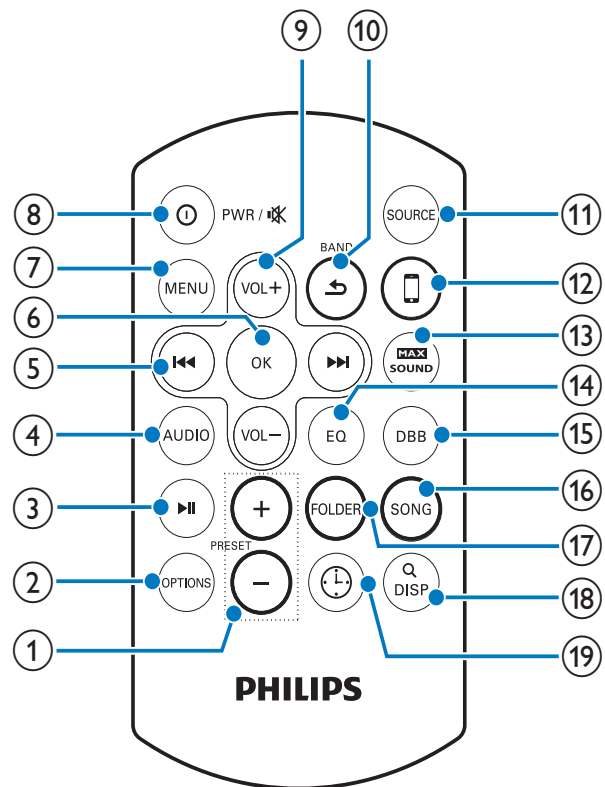 9 10
8 PWR / SOURCE 11
BAND
7 MENU VOL+ 12
6 OK
13
MAX
SOUND
5
14
4 AUDIO VOL− EQ DBB 15
16
3 + FOLDER SONG
PRESET
17
2 OPTIONS − DISP
18
1
19
PHILIPS